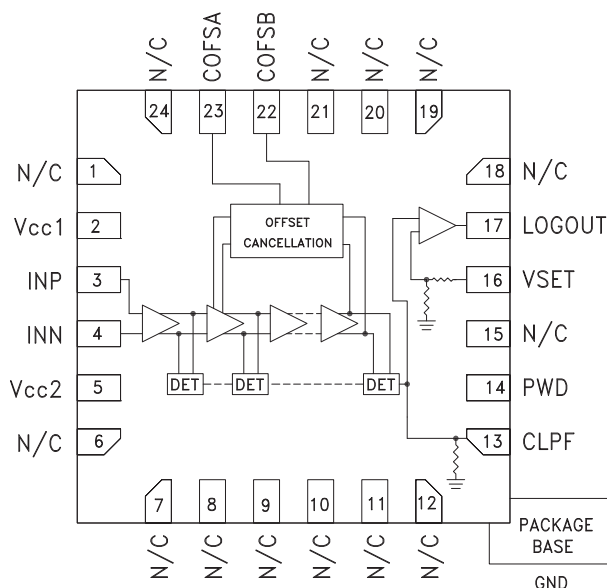 N/C
COFSA
COFSB
N/C
N/C
N/C
24
23
22
21
20
19
N/C
1
18
N/C
Vcc1
2
17
LOGOUT
OFFSET
CANCELLATION
INP
3
16
VSET
INN
4
15
N/C
Vcc2
5
DET
DET
DET
14
PWD
N/C
6
13
CLPF
7
8
9
10
11
12
N/C
N/C
N/C
N/C
N/C
N/C
PACKAGE
BASE
GND